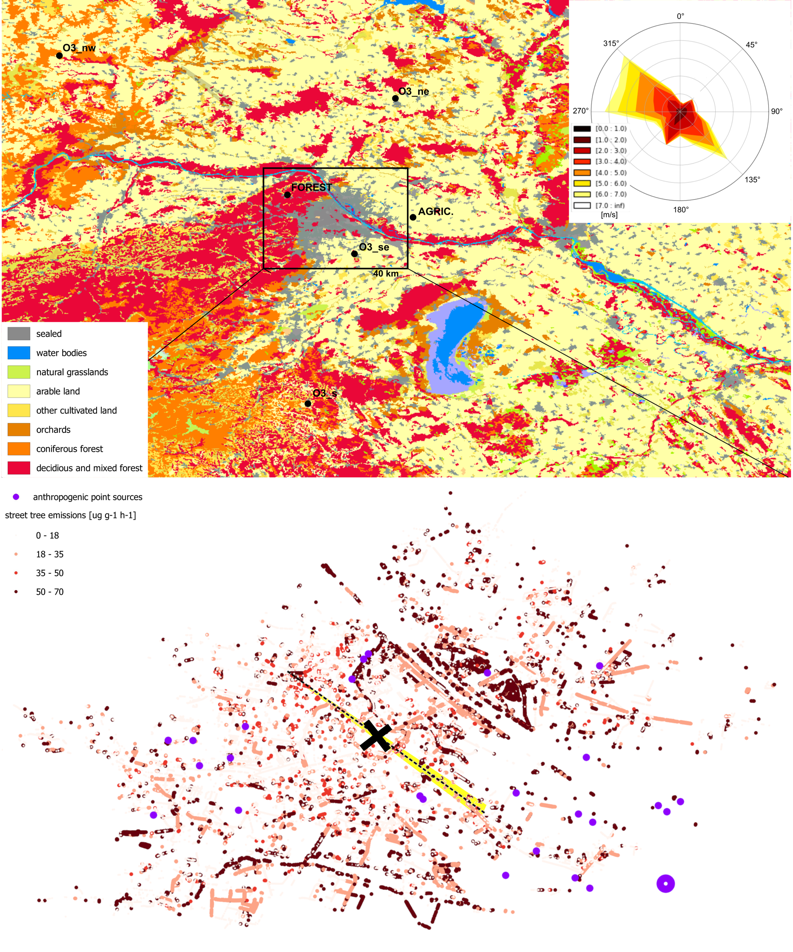 0°
315°
45°
O3_nw
O3_ne
270°
90°
[0.0 : 1.0)
[1.0 : 2.0)
[2.0 : 3.0)
[3.0 : 4.0)
[4.0 : 5.0)
[5.0 : 6.0)
[6.0 : 7.0)
[7.0 : inf)
[m/s]
135°
180°
FOREST
AGRIC.
O3_se
40 km
sealed
water bodies
natural grasslands
arable land
other cultivated land
orchards
coniferous forest
decidious and mixed forest
O3_s
anthropogenic point sources
street tree emissions [ug g-1 h-1]
0 - 18
18 - 35
35 - 50
50 - 70